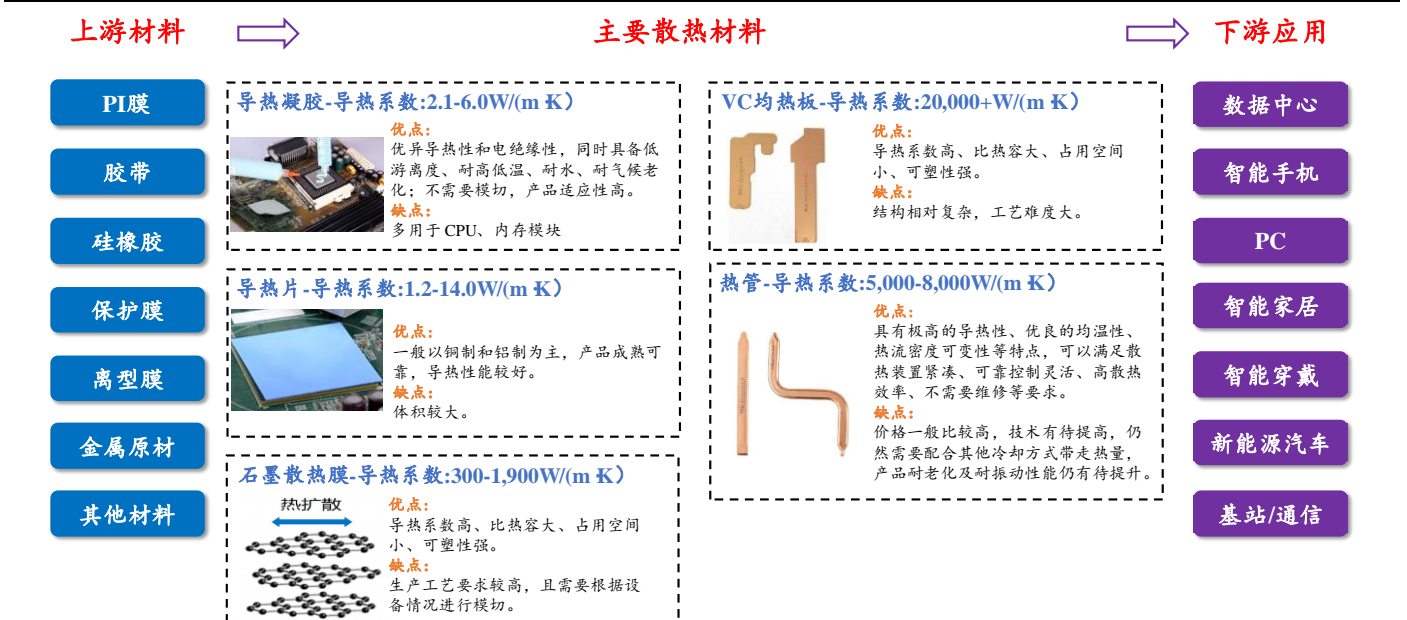 上游材料
主要散热材料
下游应用
PI膜
胶带
硅橡胶
保护膜
离型膜
金属原材
其他材料
导热凝胶-导热系数:2.1-6.0W/(m·K)
优点:
优异导热性和电绝缘性，同时具备低
游离度、耐高低温、耐水、耐气候老
化；不需要模切，产品适应性高。
缺点:
多用于 CPU、内存模块
导热片-导热系数:1.2-14.0W/(m·K)
优点:
一般以铜制和铝制为主，产品成熟可
靠，导热性能较好。
缺点:
体积较大。
石墨散热膜-导热系数:300-1,900W/(m·K)
热扩散
优点:
导热系数高、比热容大、占用空间
小、可塑性强。
缺点:
生产工艺要求较高，且需要根据设
备情况进行模切。
VC均热板-导热系数:20,000+W/(m·K)
优点:
导热系数高、比热容大、占用空间
小、可塑性强。
缺点:
结构相对复杂，工艺难度大。
热管-导热系数:5,000-8,000W/(m·K)
优点:
具有极高的导热性、优良的均温性、
热流密度可变性等特点，可以满足散
热装置紧凑、可靠控制灵活、高散热
效率、不需要维修等要求。
缺点:
价格一般比较高，技术有待提高，仍
然需要配合其他冷却方式带走热量，
产品耐老化及耐振动性能仍有待提升。
数据中心
智能手机
PC
智能家居
智能穿戴
新能源汽车
基站/通信